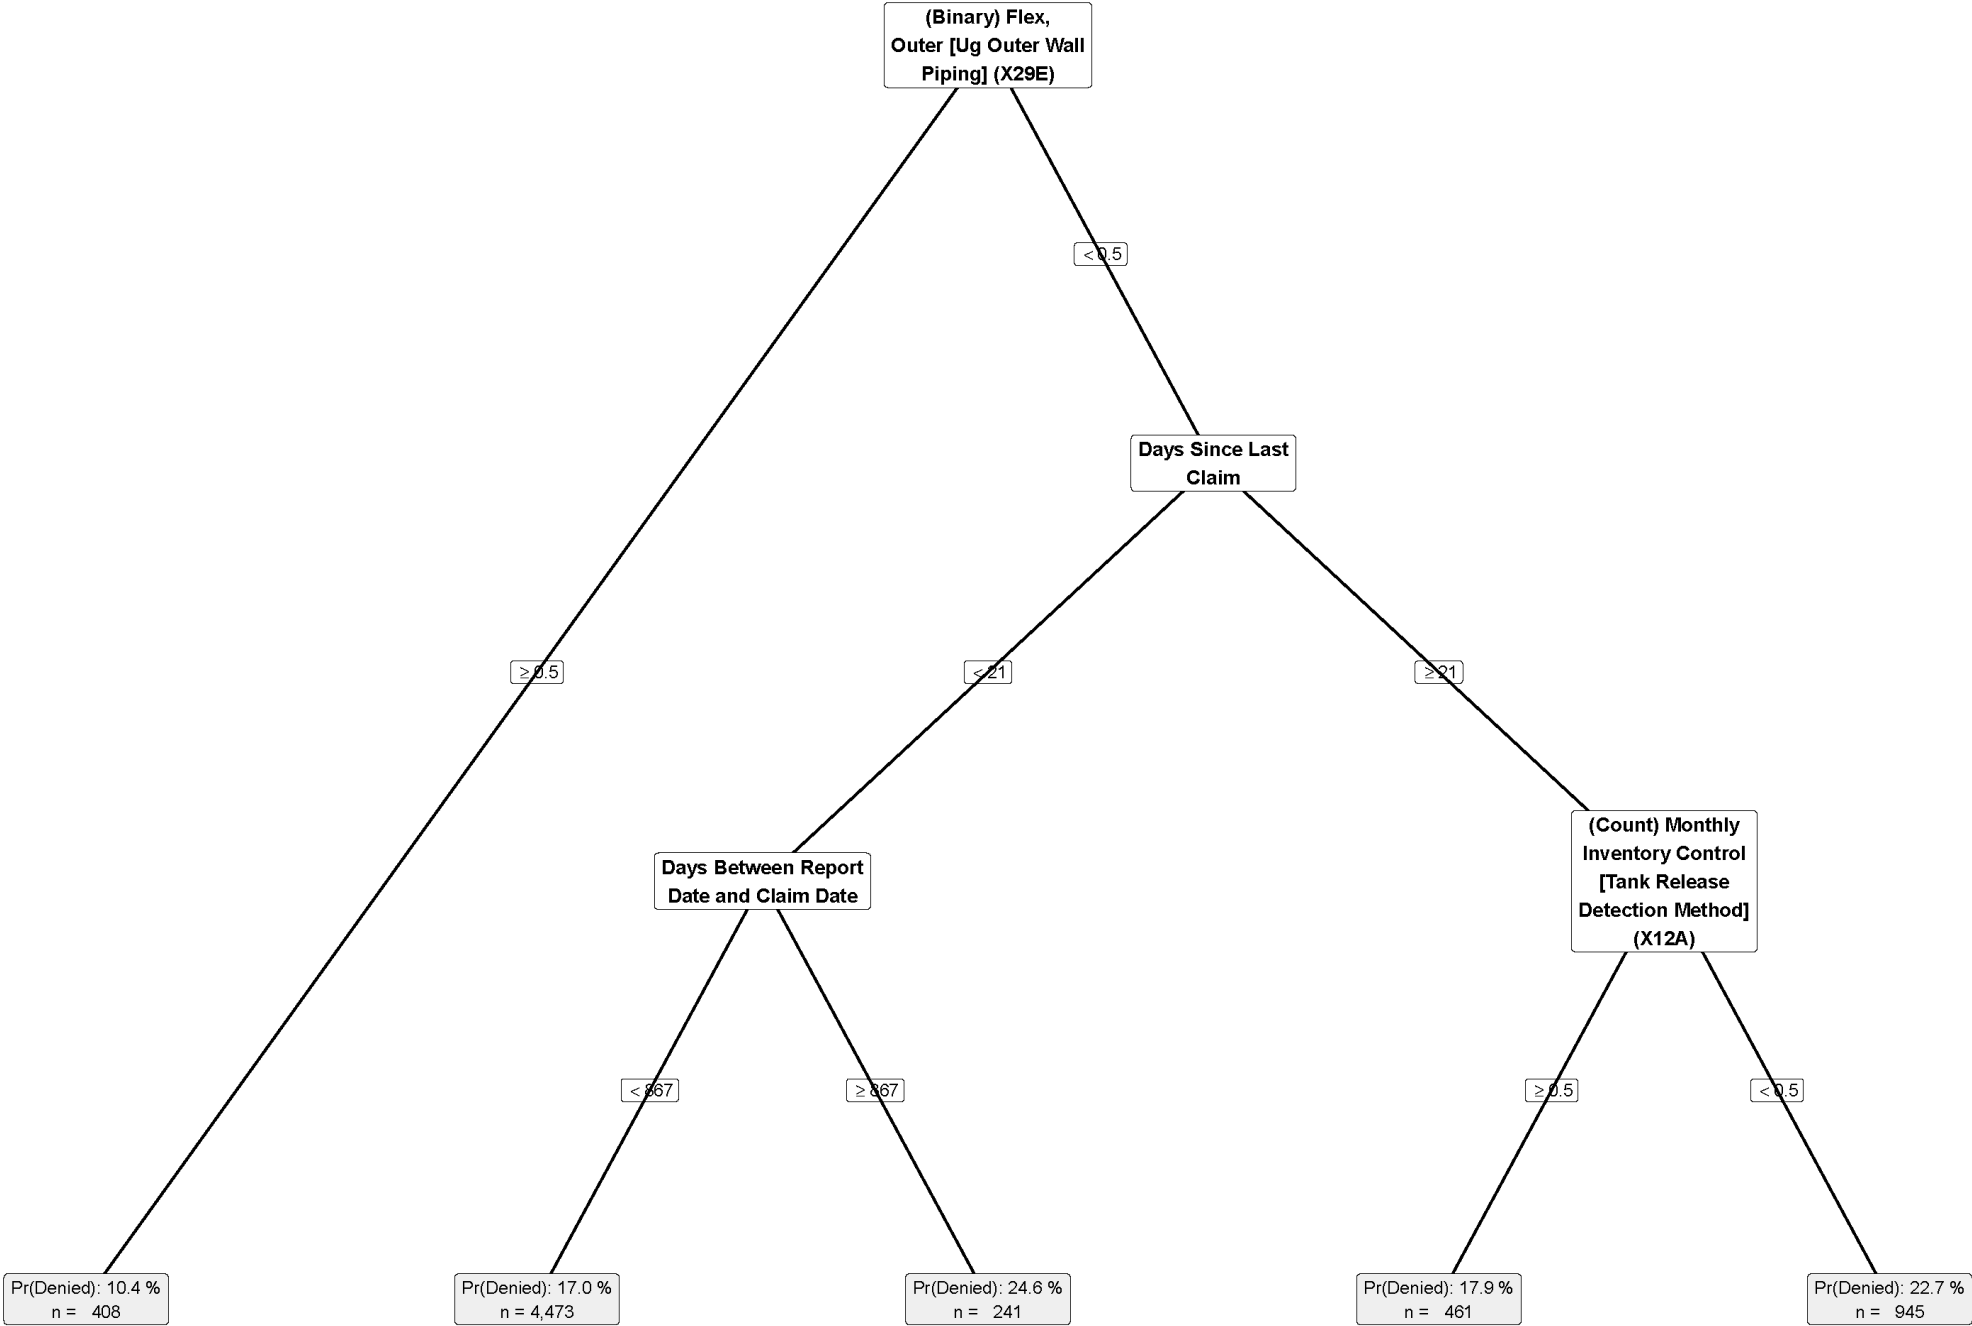 (Binary) Flex,
Outer [Ug Outer Wall
Piping] (X29E)
< 0.5
Days Since Last
Claim
≥ 0.5
< 21
≥ 21
(Count) Monthly
Inventory Control
[Tank Release
Detection Method]
(X12A)
Days Between Report
Date and Claim Date
< 867
≥ 867
≥ 0.5
< 0.5
Pr(Denied): 10.4 %
n = 408
Pr(Denied): 17.0 %
n = 4,473
Pr(Denied): 24.6 %
n = 241
Pr(Denied): 17.9 %
n = 461
Pr(Denied): 22.7 %
n = 945